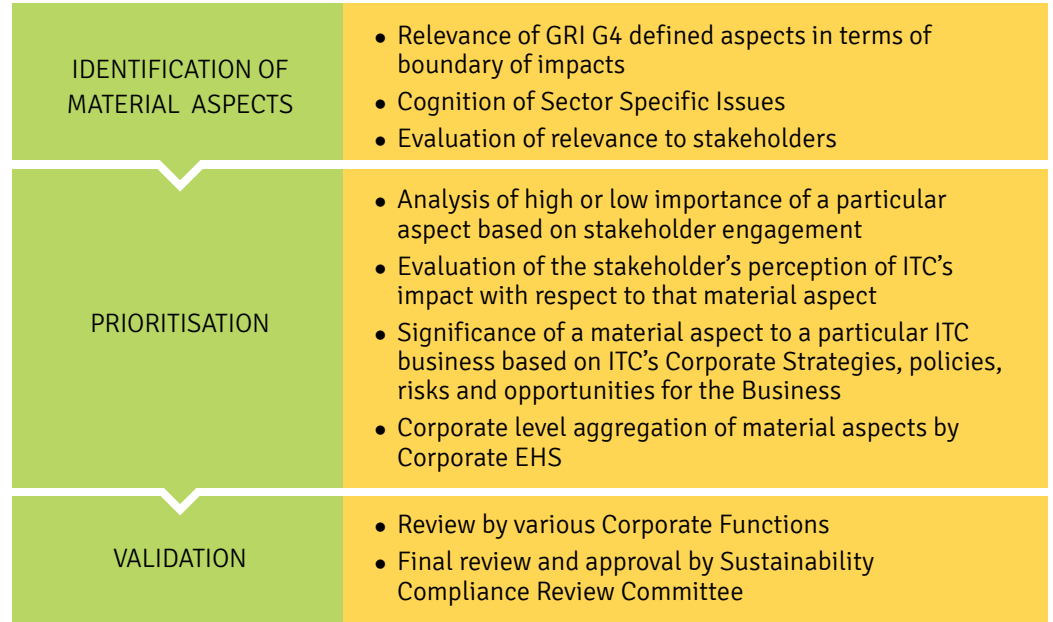 IDENTIFICATION OF
MATERIAL ASPECTS
• Relevance of GRI G4 defined aspects in terms of
boundary of impacts
• Cognition of Sector Specific Issues
• Evaluation of relevance to stakeholders
PRIORITISATION
• Analysis of high or low importance of a particular
aspect based on stakeholder engagement
• Evaluation of the stakeholder’s perception of ITC’s
impact with respect to that material aspect
• Significance of a material aspect to a particular ITC
business based on ITC’s Corporate Strategies, policies,
risks and opportunities for the Business
• Corporate level aggregation of material aspects by
Corporate EHS
VALIDATION
• Review by various Corporate Functions
• Final review and approval by Sustainability
Compliance Review Committee